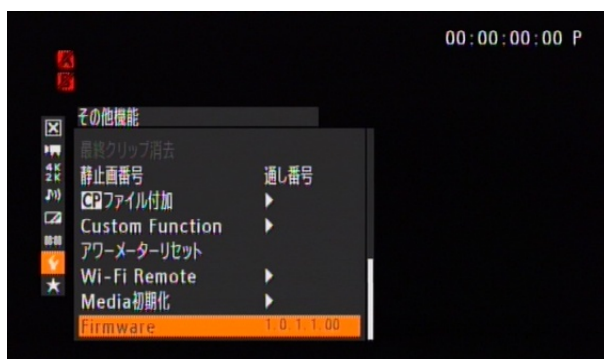 00:00:00:00 P
A
B
その他機能
最終クリップ消去
静止画番号 通し番号
CPファイル付加
4K
2K
Custom Function
アワーメーターリセット
00:00
Wi-Fi Remote
Media初期化
Firmware 1.0.1.1.00